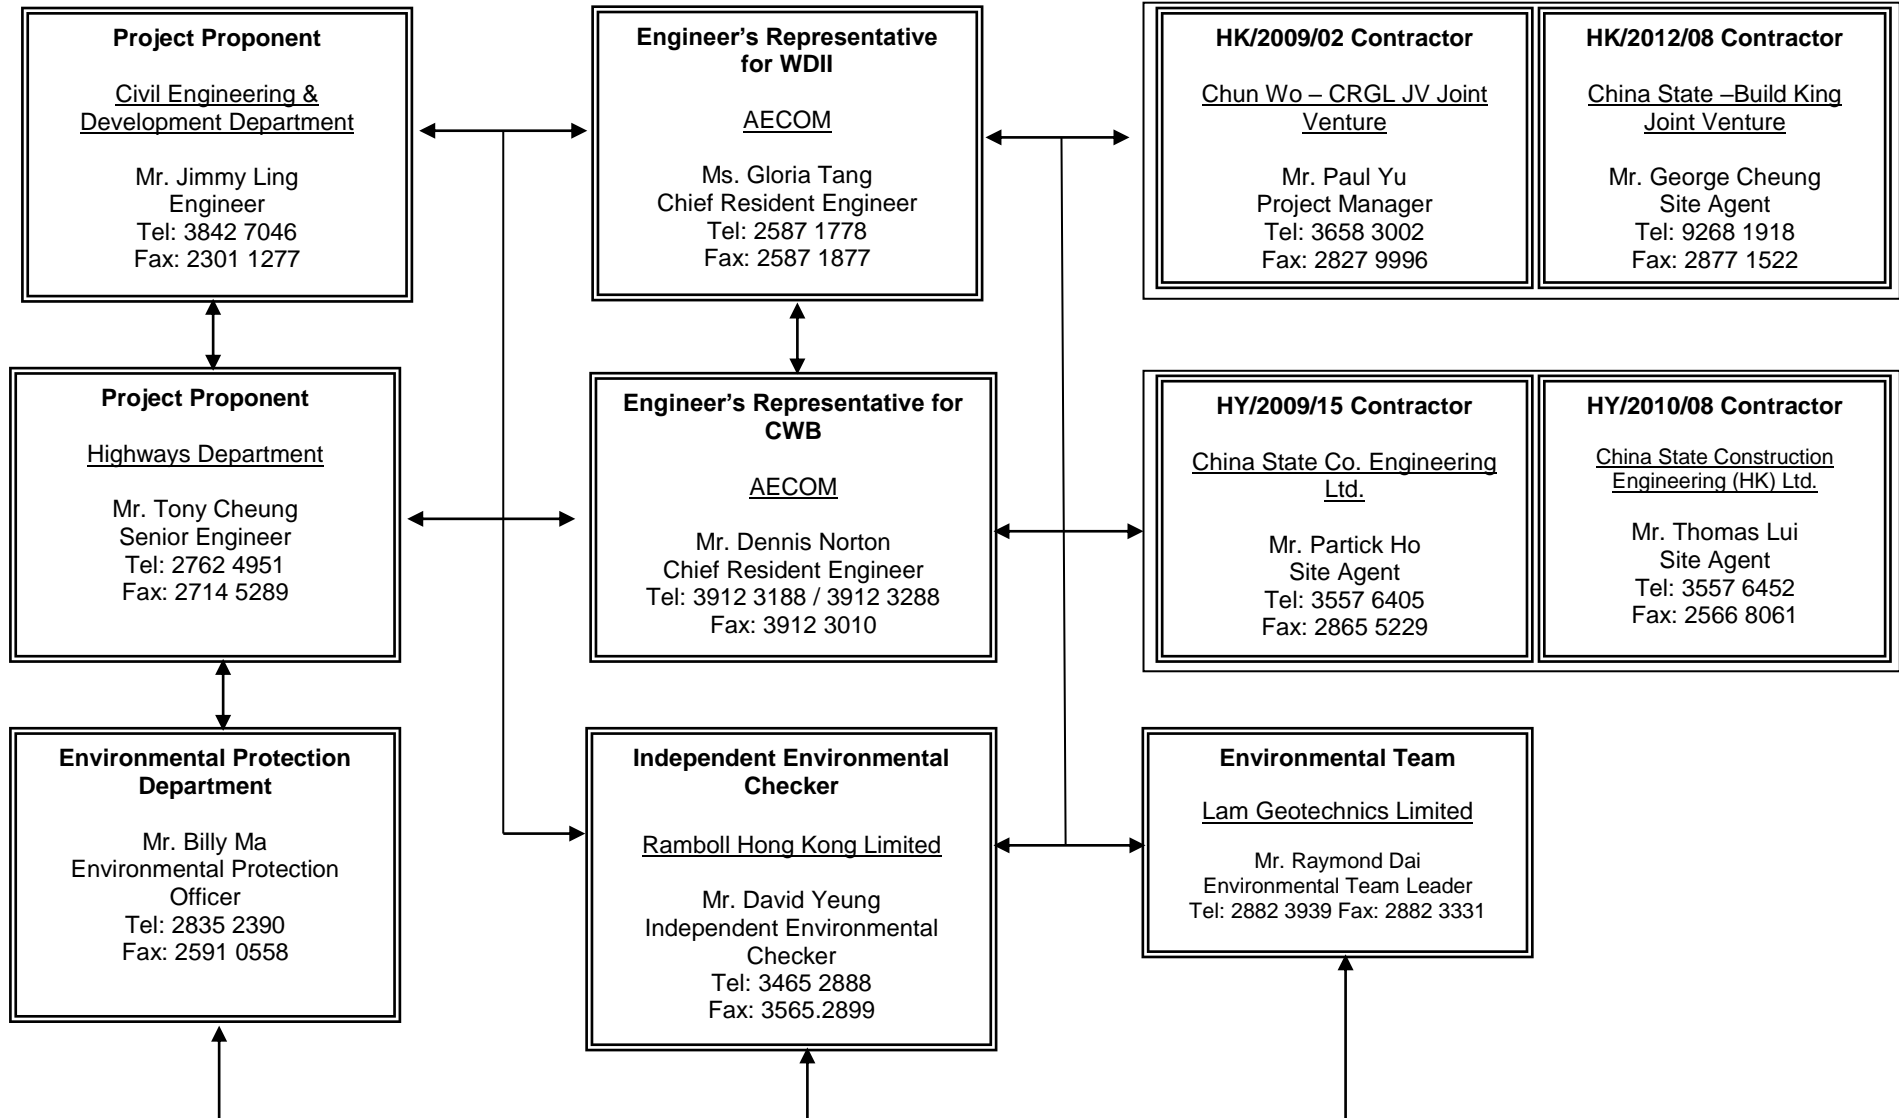 Project Proponent
Civil Engineering &
Development Department
Mr. Jimmy Ling
Engineer
Tel: 3842 7046
Fax: 2301 1277
Engineer’s Representative
for WDII
AECOM
Ms. Gloria Tang
Chief Resident Engineer
Tel: 2587 1778
Fax: 2587 1877
HK/2009/02 Contractor
Chun Wo – CRGL JV Joint
Venture
Mr. Paul Yu
Project Manager
Tel: 3658 3002
Fax: 2827 9996
HK/2012/08 Contractor
China State –Build King
Joint Venture
Mr. George Cheung
Site Agent
Tel: 9268 1918
Fax: 2877 1522
Project Proponent
Highways Department
Mr. Tony Cheung
Senior Engineer
Tel: 2762 4951
Fax: 2714 5289
Engineer’s Representative for
CWB
AECOM
Mr. Dennis Norton
Chief Resident Engineer
Tel: 3912 3188 / 3912 3288
Fax: 3912 3010
HY/2009/15 Contractor
China State Co. Engineering
Ltd.
Mr. Partick Ho
Site Agent
Tel: 3557 6405
Fax: 2865 5229
HY/2010/08 Contractor
China State Construction
Engineering (HK) Ltd.
Mr. Thomas Lui
Site Agent
Tel: 3557 6452
Fax: 2566 8061
Environmental Protection
Department
Mr. Billy Ma
Environmental Protection
Officer
Tel: 2835 2390
Fax: 2591 0558
Independent Environmental
Checker
Ramboll Hong Kong Limited
Mr. David Yeung
Independent Environmental
Checker
Tel: 3465 2888
Fax: 3565.2899
Environmental Team
Lam Geotechnics Limited
Mr. Raymond Dai
Environmental Team Leader
Tel: 2882 3939 Fax: 2882 3331